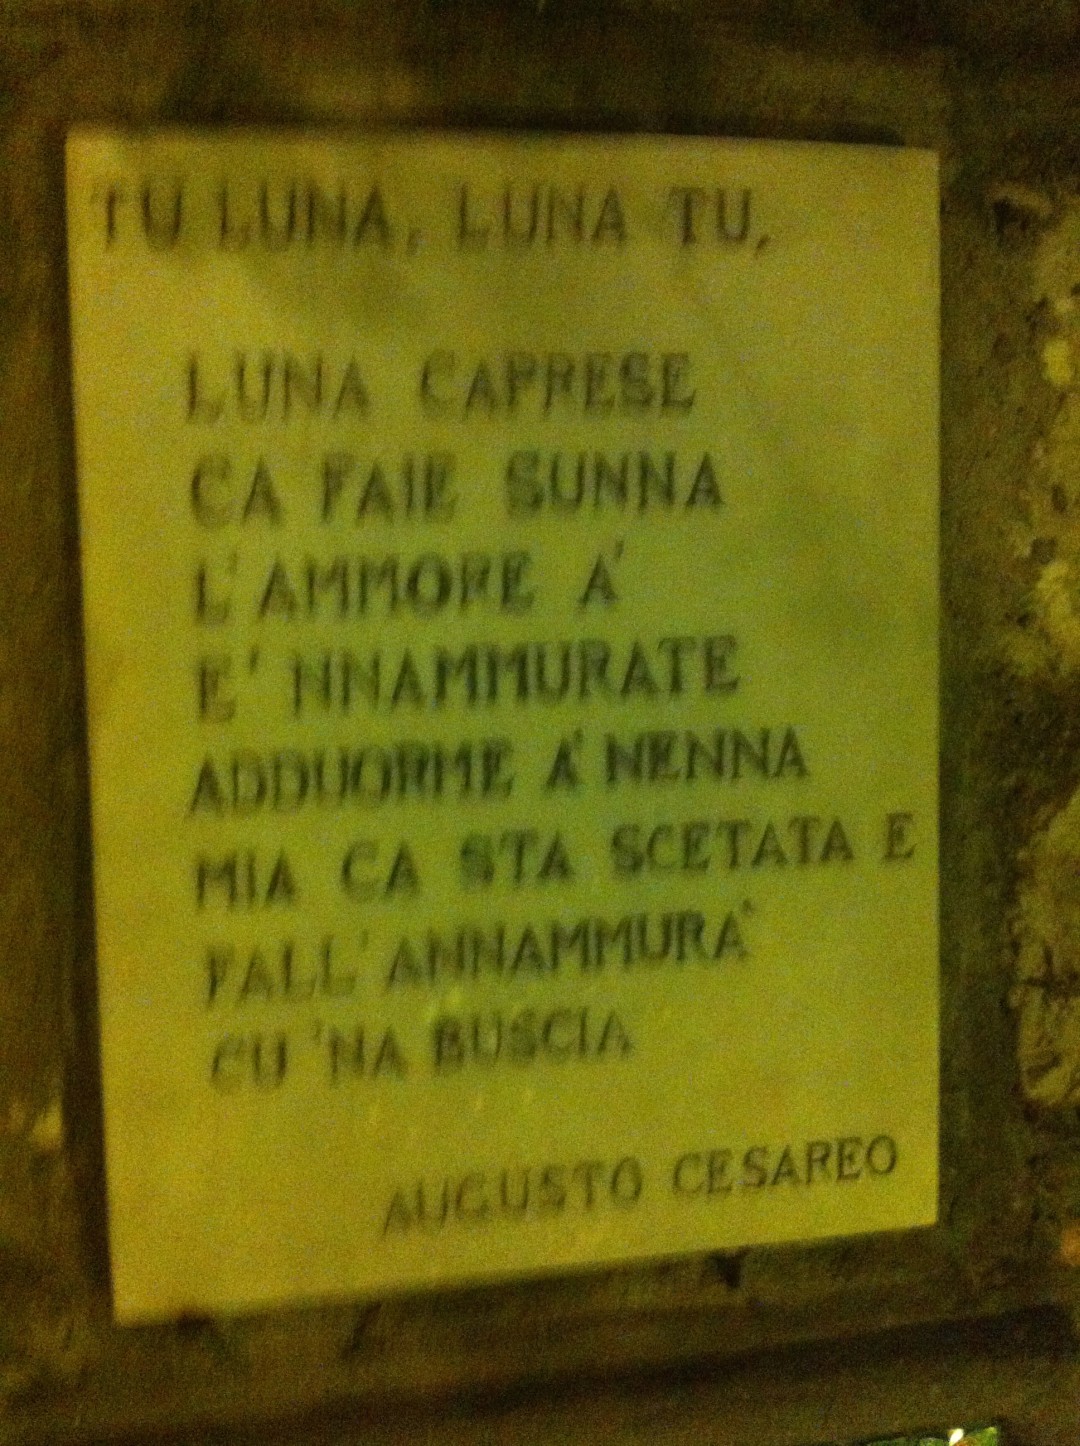 TU LUNA, LUNA TU,
LUNA CAPRESE
CA FAIE SUNNA
L'AMMORE A'
E' NNAMMURATE
ADDUORME A' NENNA
MIA CA STA SCETATA E
FALL' ANNAMMURA'
CU 'NA BUSCIA
AUGUSTO CESAREO